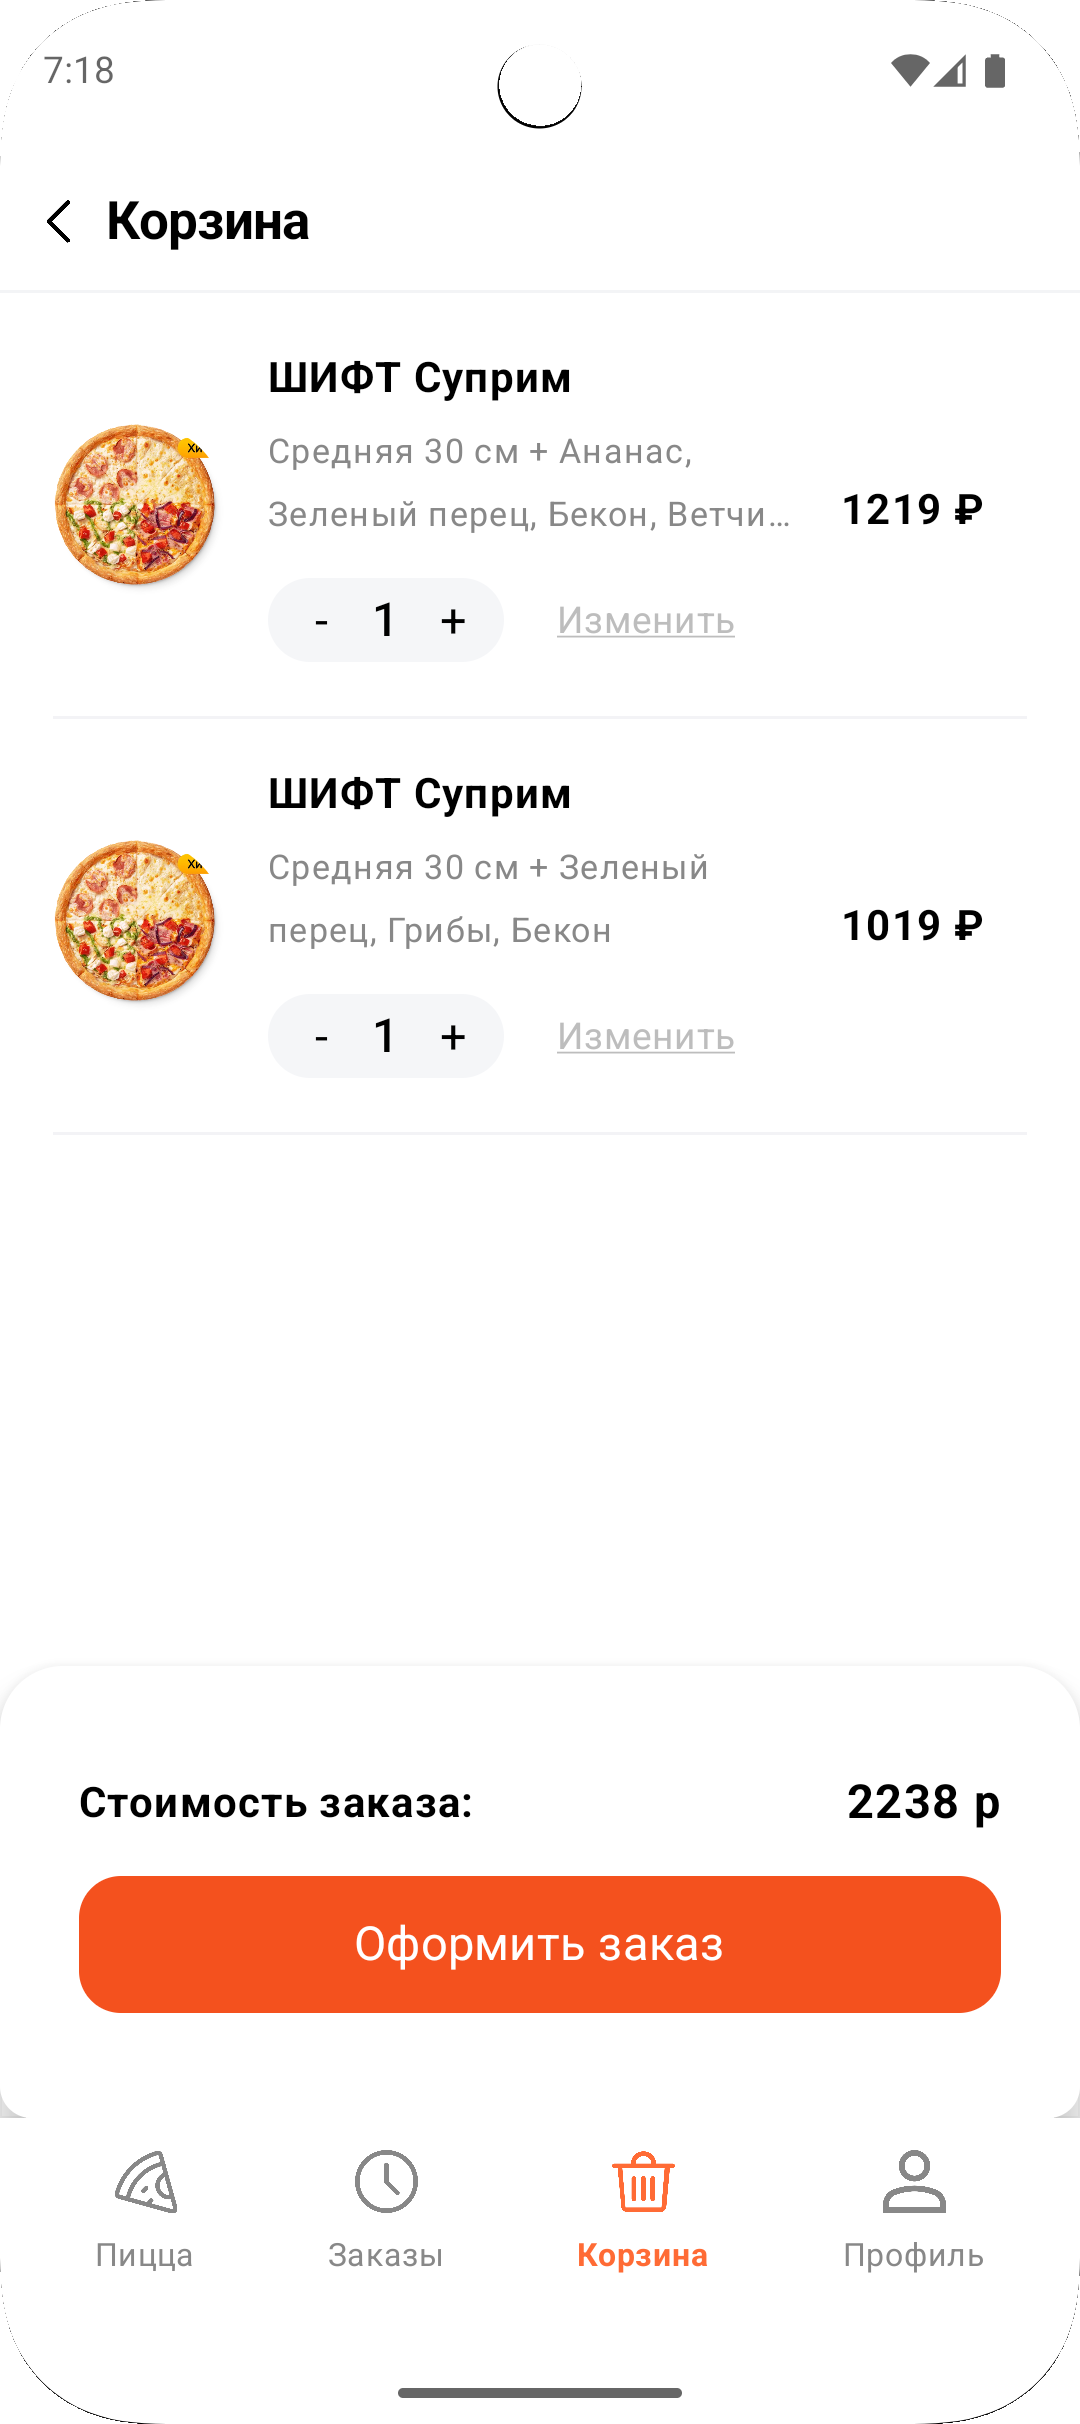 7:18
Корзина
ШИФТ Суприм
Средняя 30 см + Ананас,
Зеленый перец, Бекон, Ветчи...
1219 ₽
- 1 +
Изменить
ШИФТ Суприм
Средняя 30 см + Зеленый
перец, Грибы, Бекон
1019 ₽
- 1 +
Изменить
Стоимость заказа:
2238 р
Оформить заказ
Пицца
Заказы
Корзина
Профиль